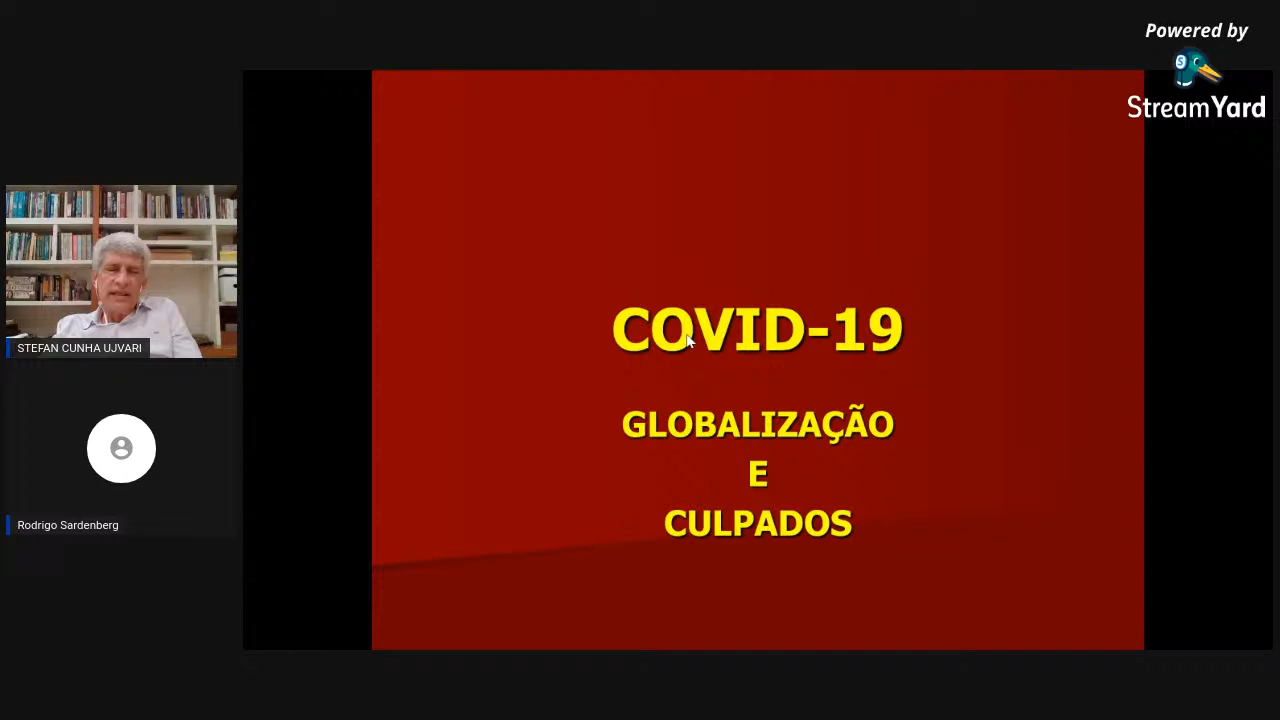 Powered by
StreamYard
STEFAN CUNHA UJVARI
Rodrigo Sardenberg
COVID-19
GLOBALIZAÇÃO
E
CULPADOS